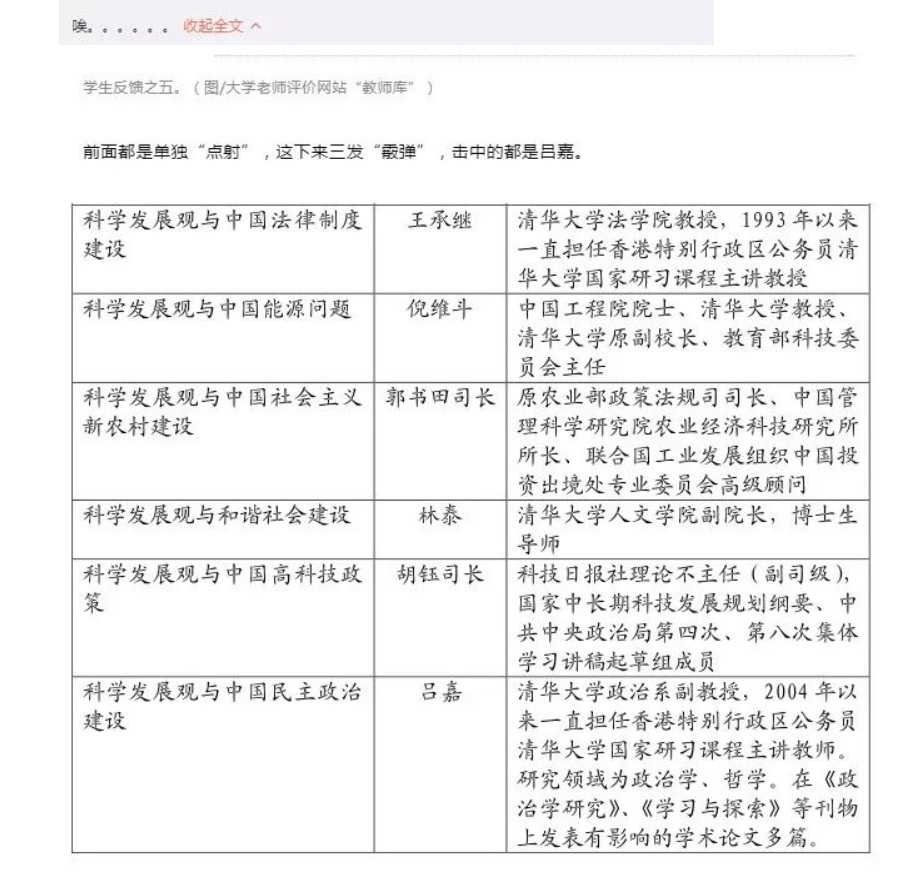 唉。。。。。。 收起全文
学生反馈之五。（图/大学老师评价网站“教师库”）
前面都是单独“点射”，这下来三发“霰弹”，击中的都是吕嘉。
科学发展观与中国法律制度
建设
王承继
清华大学法学院教授，1993 年以来
一直担任香港特别行政区公务员清
华大学国家研习课程主讲教授
科学发展观与中国能源问题
倪维斗
中国工程院院士、清华大学教授、
清华大学原副校长、教育部科技委
员会主任
科学发展观与中国社会主义
新农村建设
郭书田司长
原农业部政策法规司司长、中国管
理科学研究院农业经济科技研究所
所长、联合国工业发展组织中国投
资出境处专业委员会高级顾问
科学发展观与和谐社会建设
林泰
清华大学人文学院副院长，博士生
导师
科学发展观与中国高科技政
策
胡钰司长
科技日报社理论不主任（副司级），
国家中长期科技发展规划纲要、中
共中央政治局第四次、第八次集体
学习讲稿起草组成员
科学发展观与中国民主政治
建设
吕嘉
清华大学政治系副教授，2004 年以
来一直担任香港特别行政区公务员
清华大学国家研习课程主讲教师。
研究领域为政治学、哲学。在《政
治学研究》、《学习与探索》等刊物
上发表有影响的学术论文多篇。